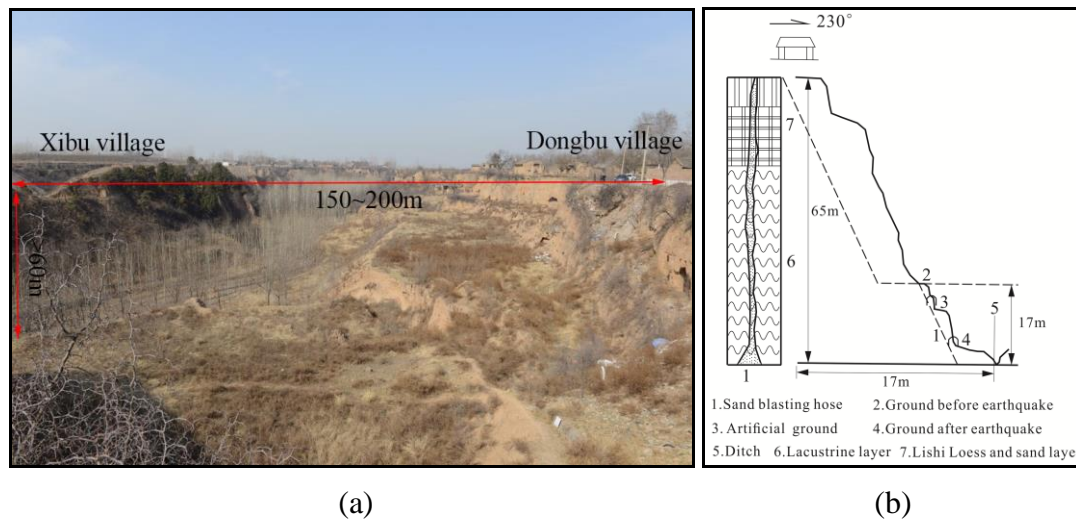 Xibu village
Dongbu village
150~200m
<60m
230°
7
65m
6
2
3
5
1
4
17m
1
17m
1.Sand blasting hose 2.Ground before earthquake
3. Artificial ground 4.Ground after earthquake
5.Ditch 6.Lacustrine layer 7.Lishi Loess and sand laye
(a) (b)